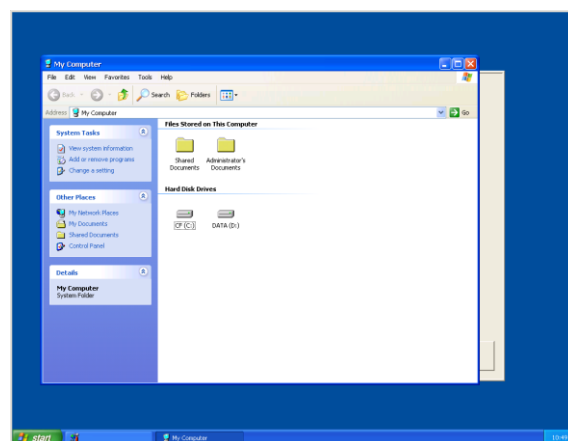 My Computer
File Edit View Favorites Tools Help
Back Search Folders
Address My Computer Go
System Tasks
View system information
Add or remove programs
Change a setting
Other Places
My Network Places
My Documents
Shared Documents
Control Panel
Details
My Computer
System Folder
Files Stored on This Computer
Shared Documents
Administrator's Documents
Hard Disk Drives
CF (C:)
DATA (D:)
start
My Computer